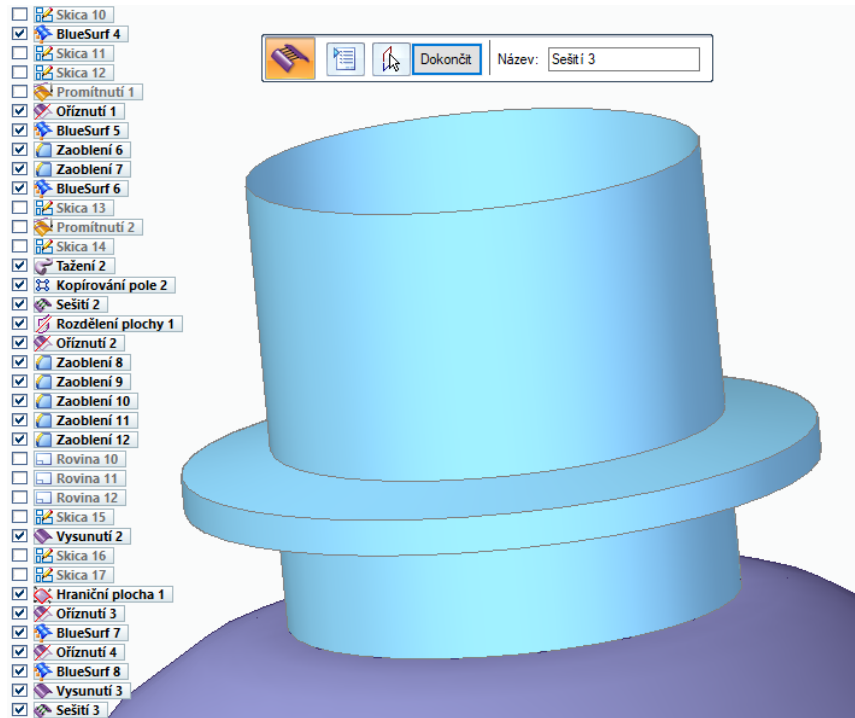 Skica 10
BlueSurf 4
Skica 11
Skica 12
Promítnutí 1
Oříznutí 1
BlueSurf 5
Zaoblení 6
Zaoblení 7
BlueSurf 6
Skica 13
Promítnutí 2
Skica 14
Tažení 2
Kopírování pole 2
Sešití 2
Rozdělení plochy 1
Oříznutí 2
Zaoblení 8
Zaoblení 9
Zaoblení 10
Zaoblení 11
Zaoblení 12
Rovina 10
Rovina 11
Rovina 12
Skica 15
Vysunutí 2
Skica 16
Skica 17
Hraniční plocha 1
Oříznutí 3
BlueSurf 7
Oříznutí 4
BlueSurf 8
Vysunutí 3
Sešití 3
Dokončit Název: Sešití 3